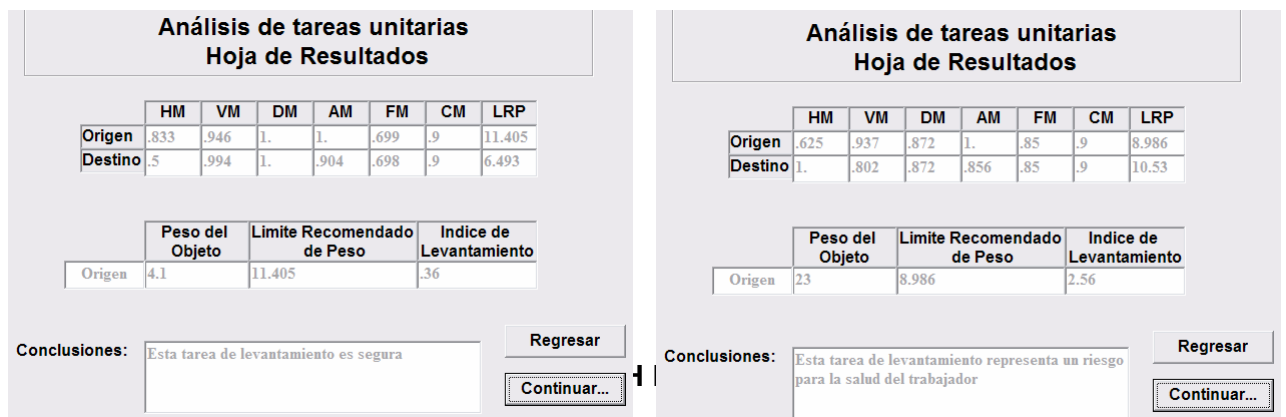 Análisis de tareas unitarias
Hoja de Resultados
HM VM DM AM FM CM LRP
Origen .833 .946 1. 1. .699 .9 11.405
Destino .5 .994 1. .904 .698 .9 6.493
Peso del Objeto Limite Recomendado de Peso Indice de Levantamiento
Origen 4.1 11.405 .36
Conclusiones: Esta tarea de levantamiento es segura
Regresar
Continuar...
Análisis de tareas unitarias
Hoja de Resultados
HM VM DM AM FM CM LRP
Origen .625 .937 .872 1. .85 .9 8.986
Destino 1. .802 .872 .856 .85 .9 10.53
Peso del Objeto Limite Recomendado de Peso Indice de Levantamiento
Origen 23 8.986 2.56
Conclusiones: Esta tarea de levantamiento representa un riesgo
para la salud del trabajador
Regresar
Continuar...